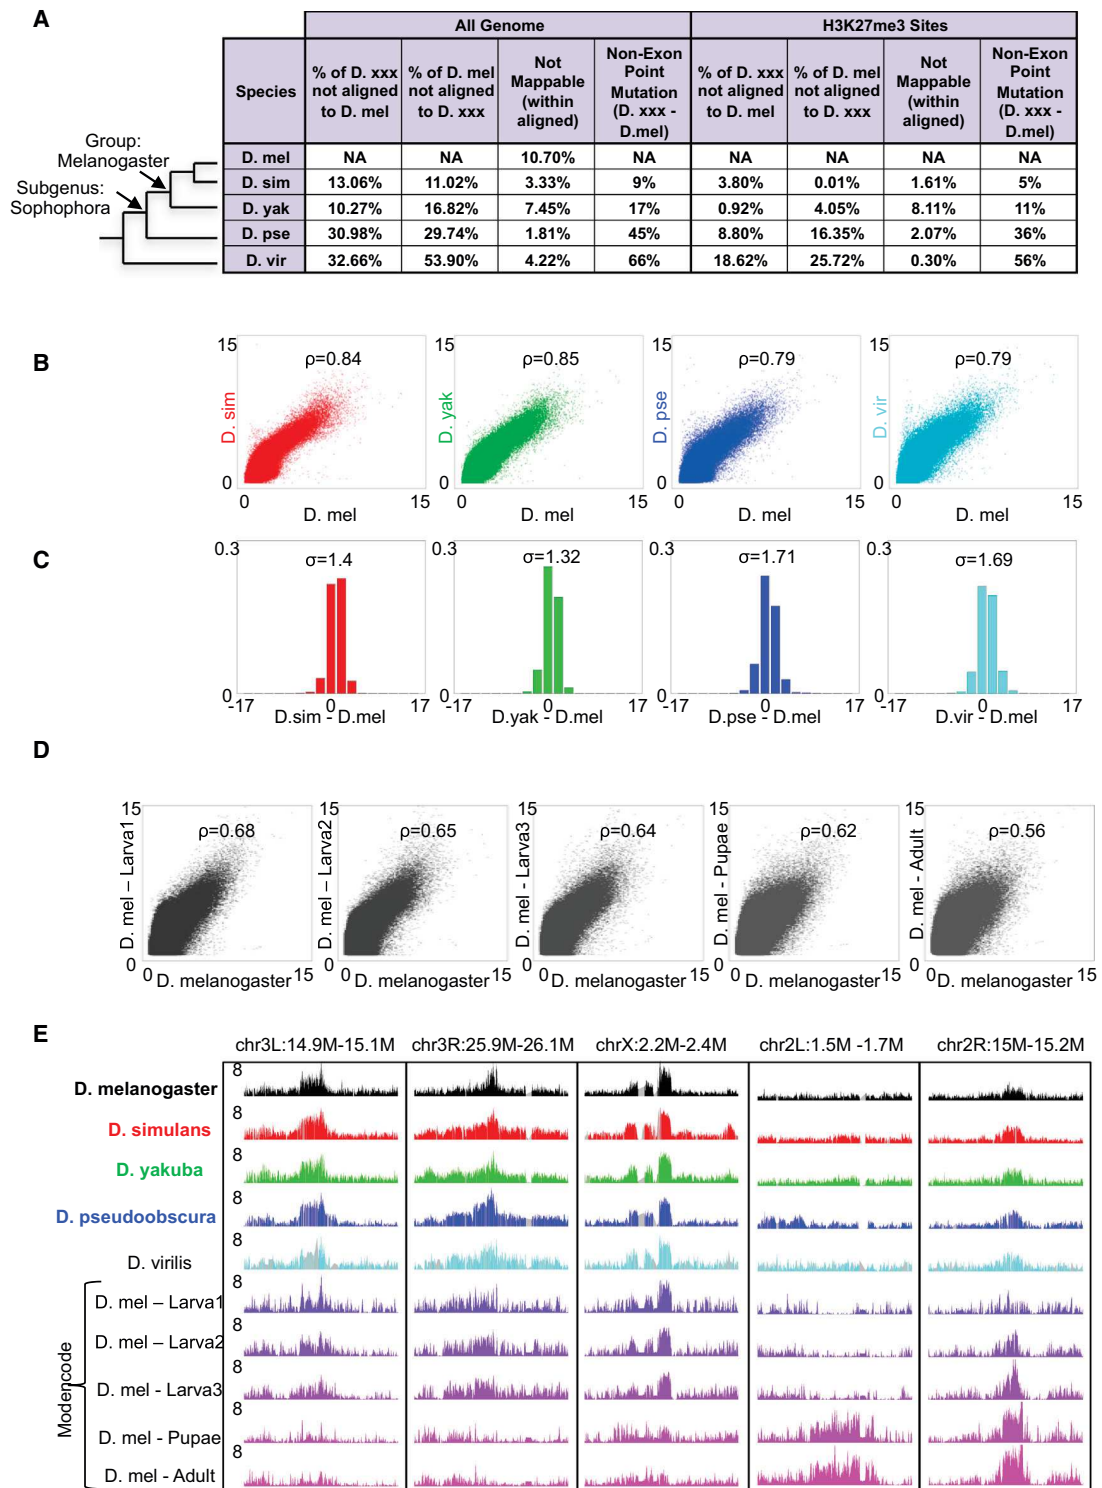 A
All Genome
H3K27me3 Sites
Species
% of D. xxx not aligned to D. mel
% of D. mel not aligned to D. xxx
Not Mappable (within aligned)
Non-Exon Point Mutation (D. xxx - D.mel)
% of D. xxx not aligned to D. mel
% of D. mel not aligned to D. xxx
Not Mappable (within aligned)
Non-Exon Point Mutation (D. xxx - D.mel)
Group:
Melanogaster
Subgenus:
Sophophora
D. mel NA NA 10.70% NA NA NA NA NA
D. sim 13.06% 11.02% 3.33% 9% 3.80% 0.01% 1.61% 5%
D. yak 10.27% 16.82% 7.45% 17% 0.92% 4.05% 8.11% 11%
D. pse 30.98% 29.74% 1.81% 45% 8.80% 16.35% 2.07% 36%
D. vir 32.66% 53.90% 4.22% 66% 18.62% 25.72% 0.30% 56%
B
15 ρ=0.84
D. sim
0
0 15
D. mel
15 ρ=0.85
D. yak
0
0 15
D. mel
15 ρ=0.79
D. pse
0
0 15
D. mel
15 ρ=0.79
D. vir
0
0 15
D. mel
C
0.3
σ=1.4
0
-17 0 17
D.sim - D.mel
0.3
σ=1.32
0
-17 0 17
D.yak - D.mel
0.3
σ=1.71
0
-17 0 17
D.pse - D.mel
0.3
σ=1.69
0
-17 0 17
D.vir - D.mel
D
15
ρ=0.68
D. mel – Larva1
0
0 D. melanogaster 15
15
ρ=0.65
D. mel – Larva2
0
0 D. melanogaster 15
15
ρ=0.64
D. mel - Larva3
0
0 D. melanogaster 15
15
ρ=0.62
D. mel - Pupae
0
0 D. melanogaster 15
15
ρ=0.56
D. mel - Adult
0
0 D. melanogaster 15
E
chr3L:14.9M-15.1M chr3R:25.9M-26.1M chrX:2.2M-2.4M chr2L:1.5M -1.7M chr2R:15M-15.2M
8
D. melanogaster
8
D. simulans
8
D. yakuba
8
D. pseudoobscura
8
D. virilis
8
D. mel – Larva1
8
D. mel – Larva2
8
D. mel - Larva3
8
D. mel - Pupae
8
D. mel - Adult
Modencode